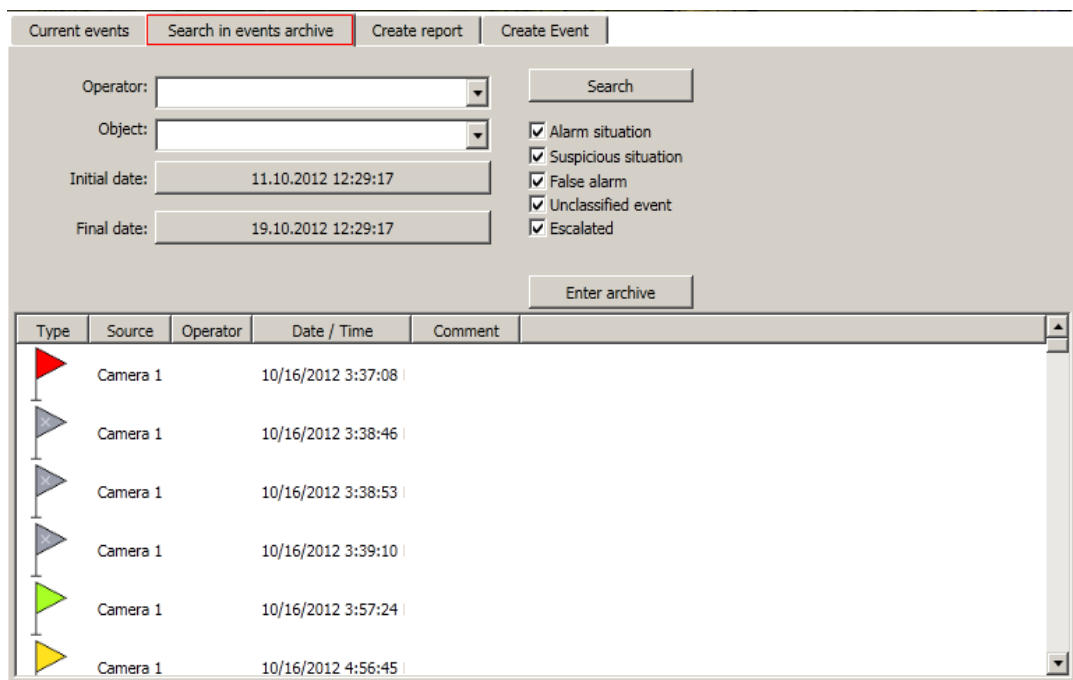 Current events Search in events archive Create report Create Event
Operator: Search
Object: Alarm situation
Suspicious situation
Initial date: 11.10.2012 12:29:17 False alarm
Unclassified event
Final date: 19.10.2012 12:29:17 Escalated
Enter archive
Type Source Operator Date / Time Comment
Camera 1 10/16/2012 3:37:08
Camera 1 10/16/2012 3:38:46
Camera 1 10/16/2012 3:38:53
Camera 1 10/16/2012 3:39:10
Camera 1 10/16/2012 3:57:24
Camera 1 10/16/2012 4:56:45